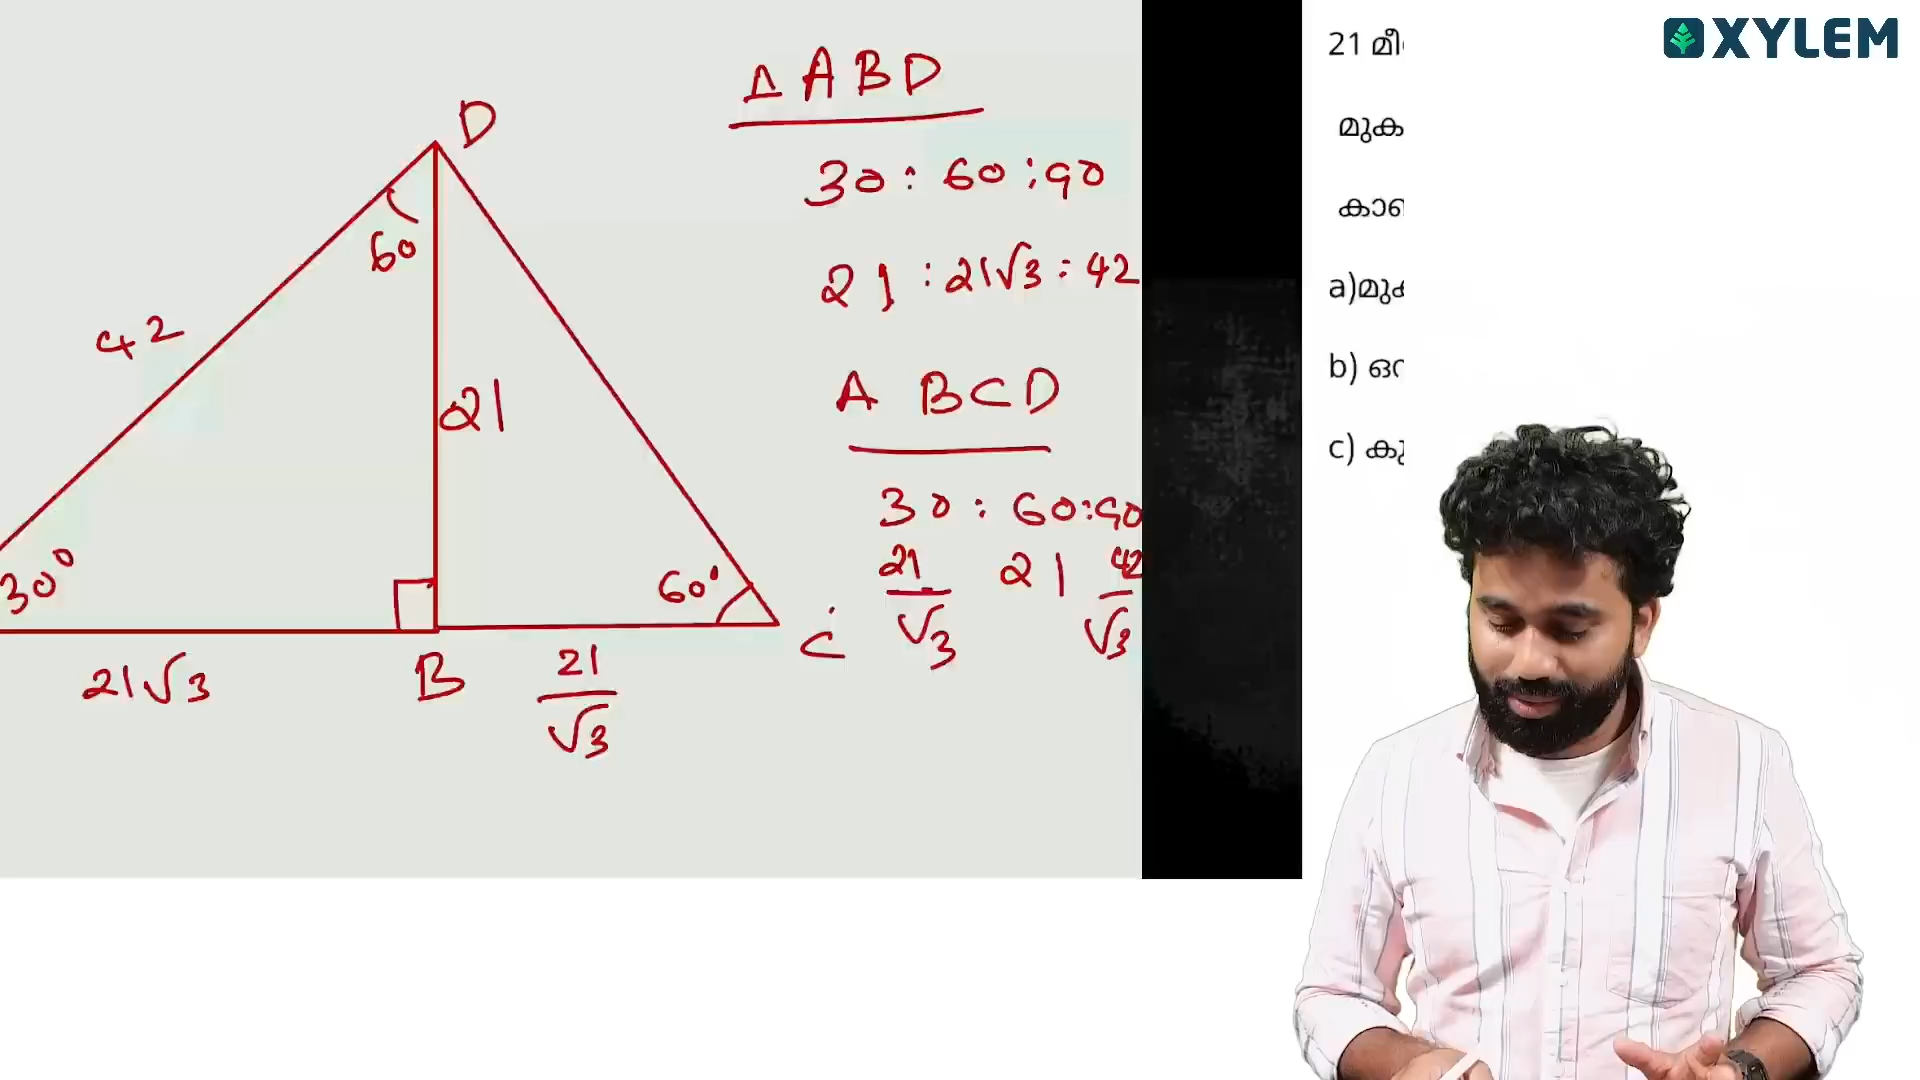 D
60
42
21
30°
60°
21√3
B
21/√3
C
△ABD
30:60:90
21:21√3:42
△ BCD
30:60:90
21/√3 21 42/√3
21
a)
b)
c)
XYLEM